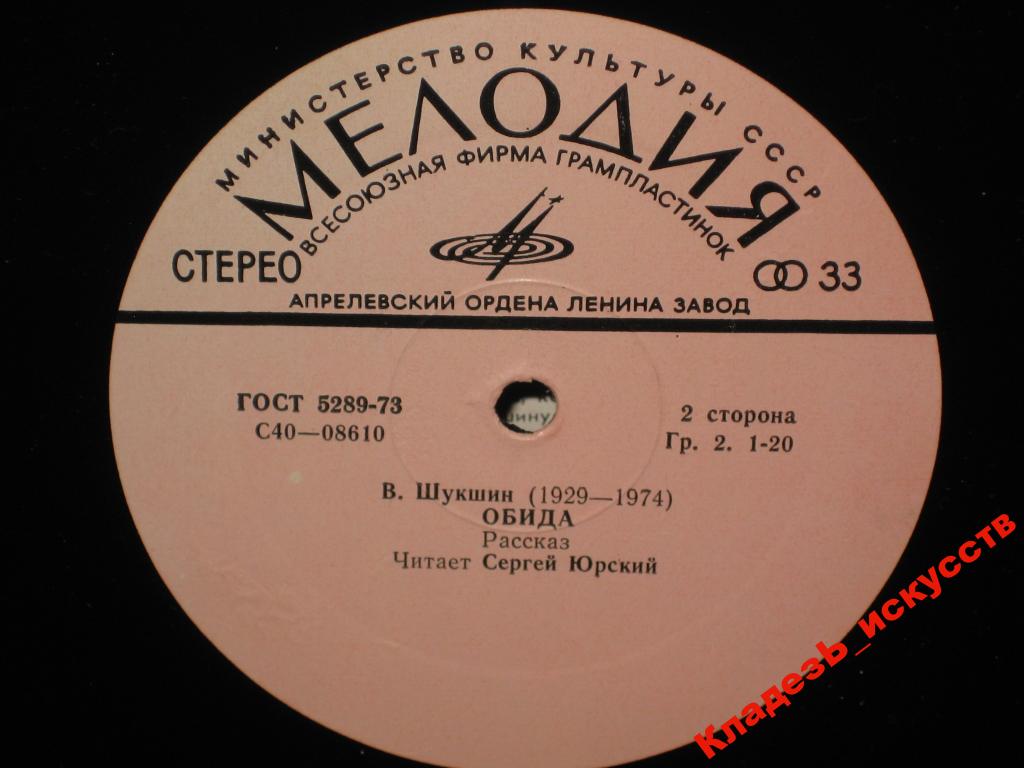 МИНИСТЕРСТВО КУЛЬТУРЫ СССР
МЕЛОДИЯ
ВСЕСОЮЗНАЯ ФИРМА ГРАМПЛАСТИНОК
СТЕРЕО
33
АПРЕЛЕВСКИЙ ОРДЕНА ЛЕНИНА ЗАВОД
ГОСТ 5289-73
С40—08610
2 сторона
Гр. 2. 1-20
В. Шукшин (1929—1974)
ОБИДА
Рассказ
Читает Сергей Юрский
КладезЬ_искусств